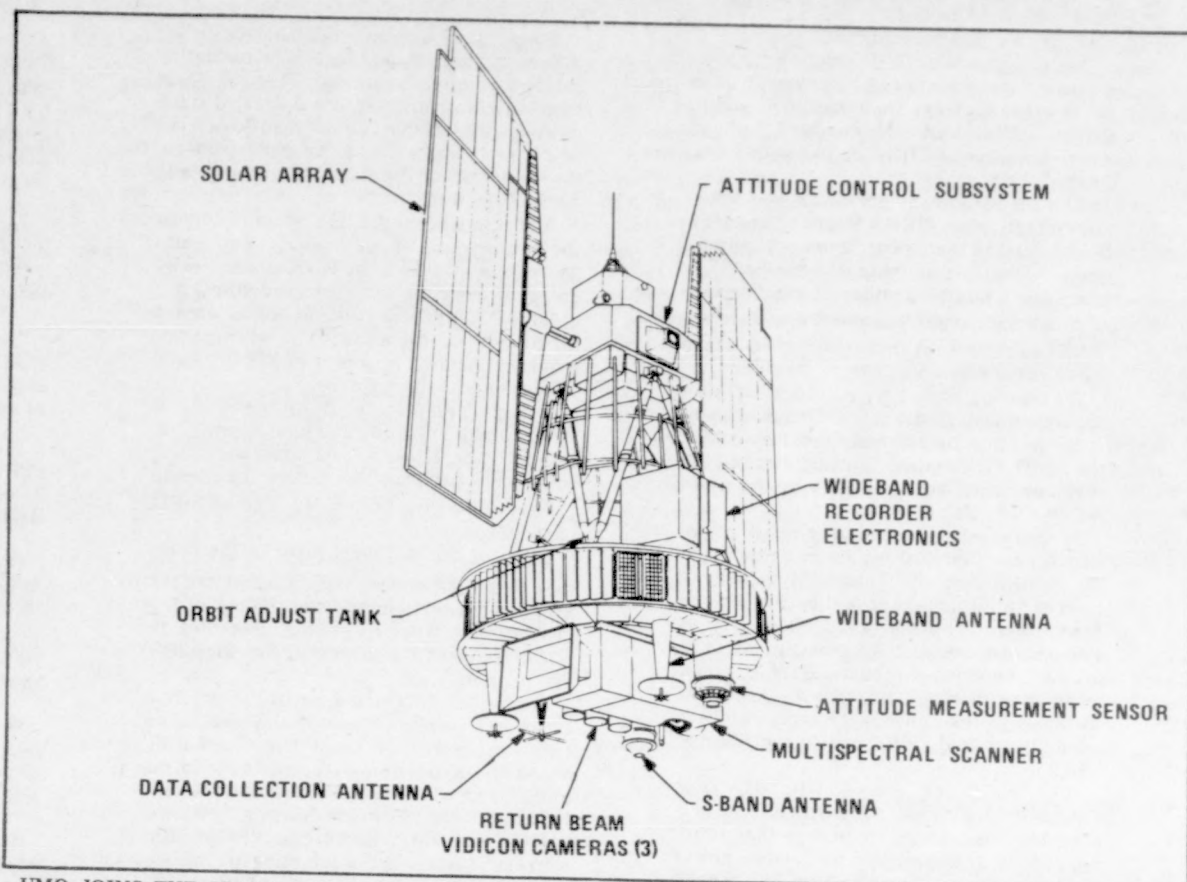 SOLAR ARRAY
ATTITUDE CONTROL SUBSYSTEM
WIDEBAND
RECORDER
ELECTRONICS
ORBIT ADJUST TANK
WIDEBAND ANTENNA
ATTITUDE MEASUREMENT SENSOR
MULTISPECTRAL SCANNER
DATA COLLECTION ANTENNA
S-BAND ANTENNA
RETURN BEAM
VIDICON CAMERAS (3)